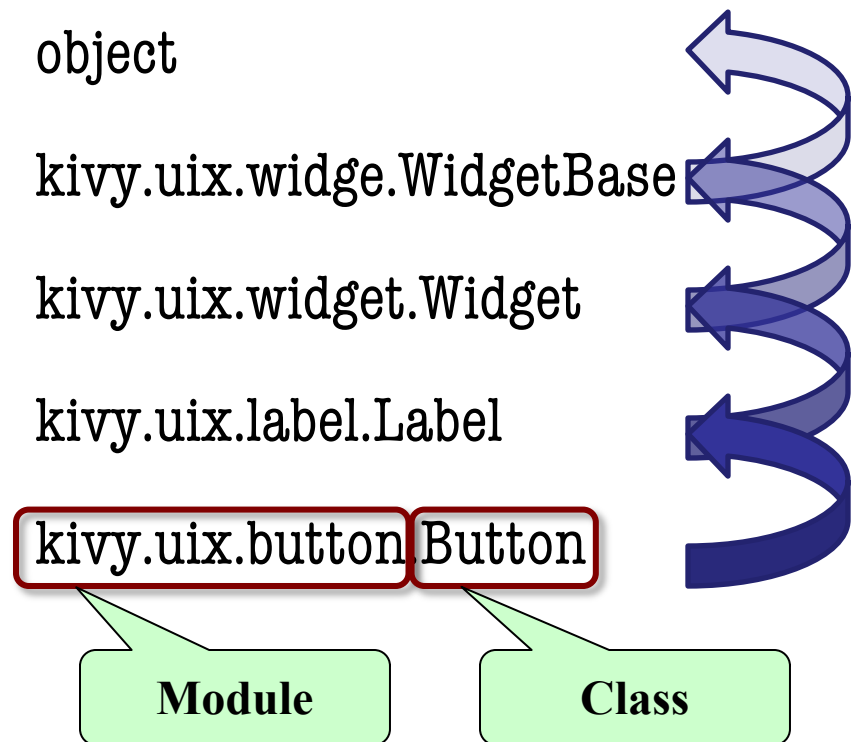 object
kivy.uix.widge.WidgetBase
kivy.uix.widget.Widget
kivy.uix.label.Label
kivy.uix.button.Button
Module
Class